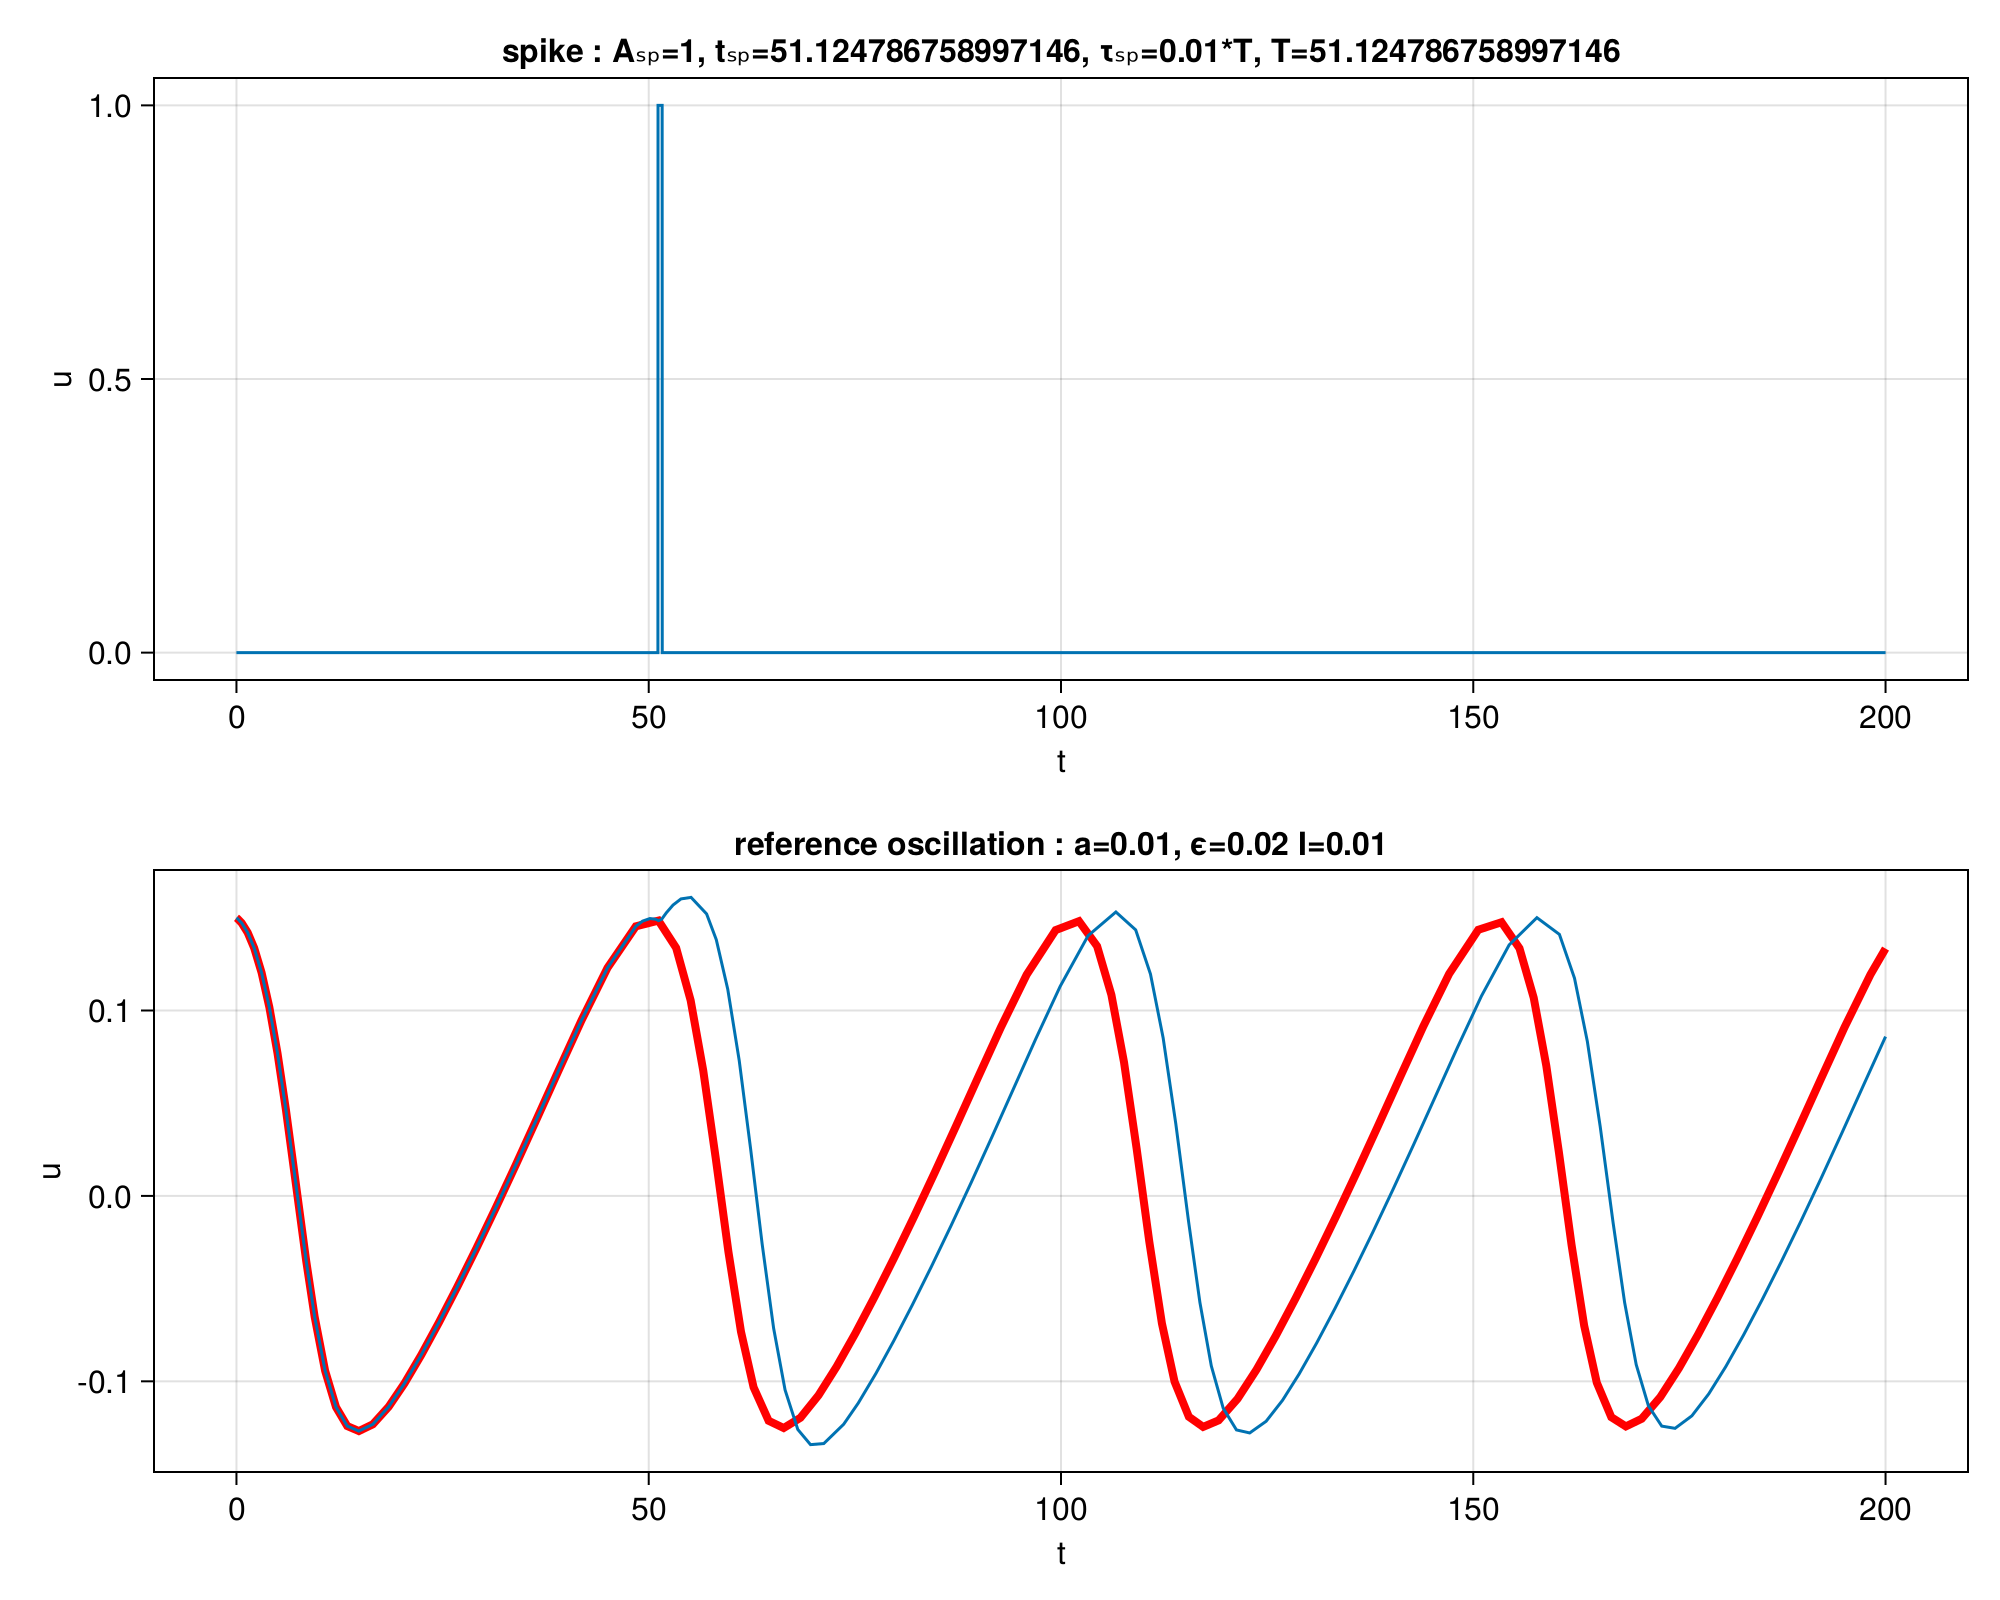 spike : Aₛₚ=1, tₛₚ=51.124786758997146, τₛₚ=0.01*T, T=51.124786758997146
1.0
0.5
0.0
u
0 50 100 150 200
t
reference oscillation : a=0.01, ϵ=0.02 I=0.01
0.1
0.0
-0.1
u
0 50 100 150 200
t